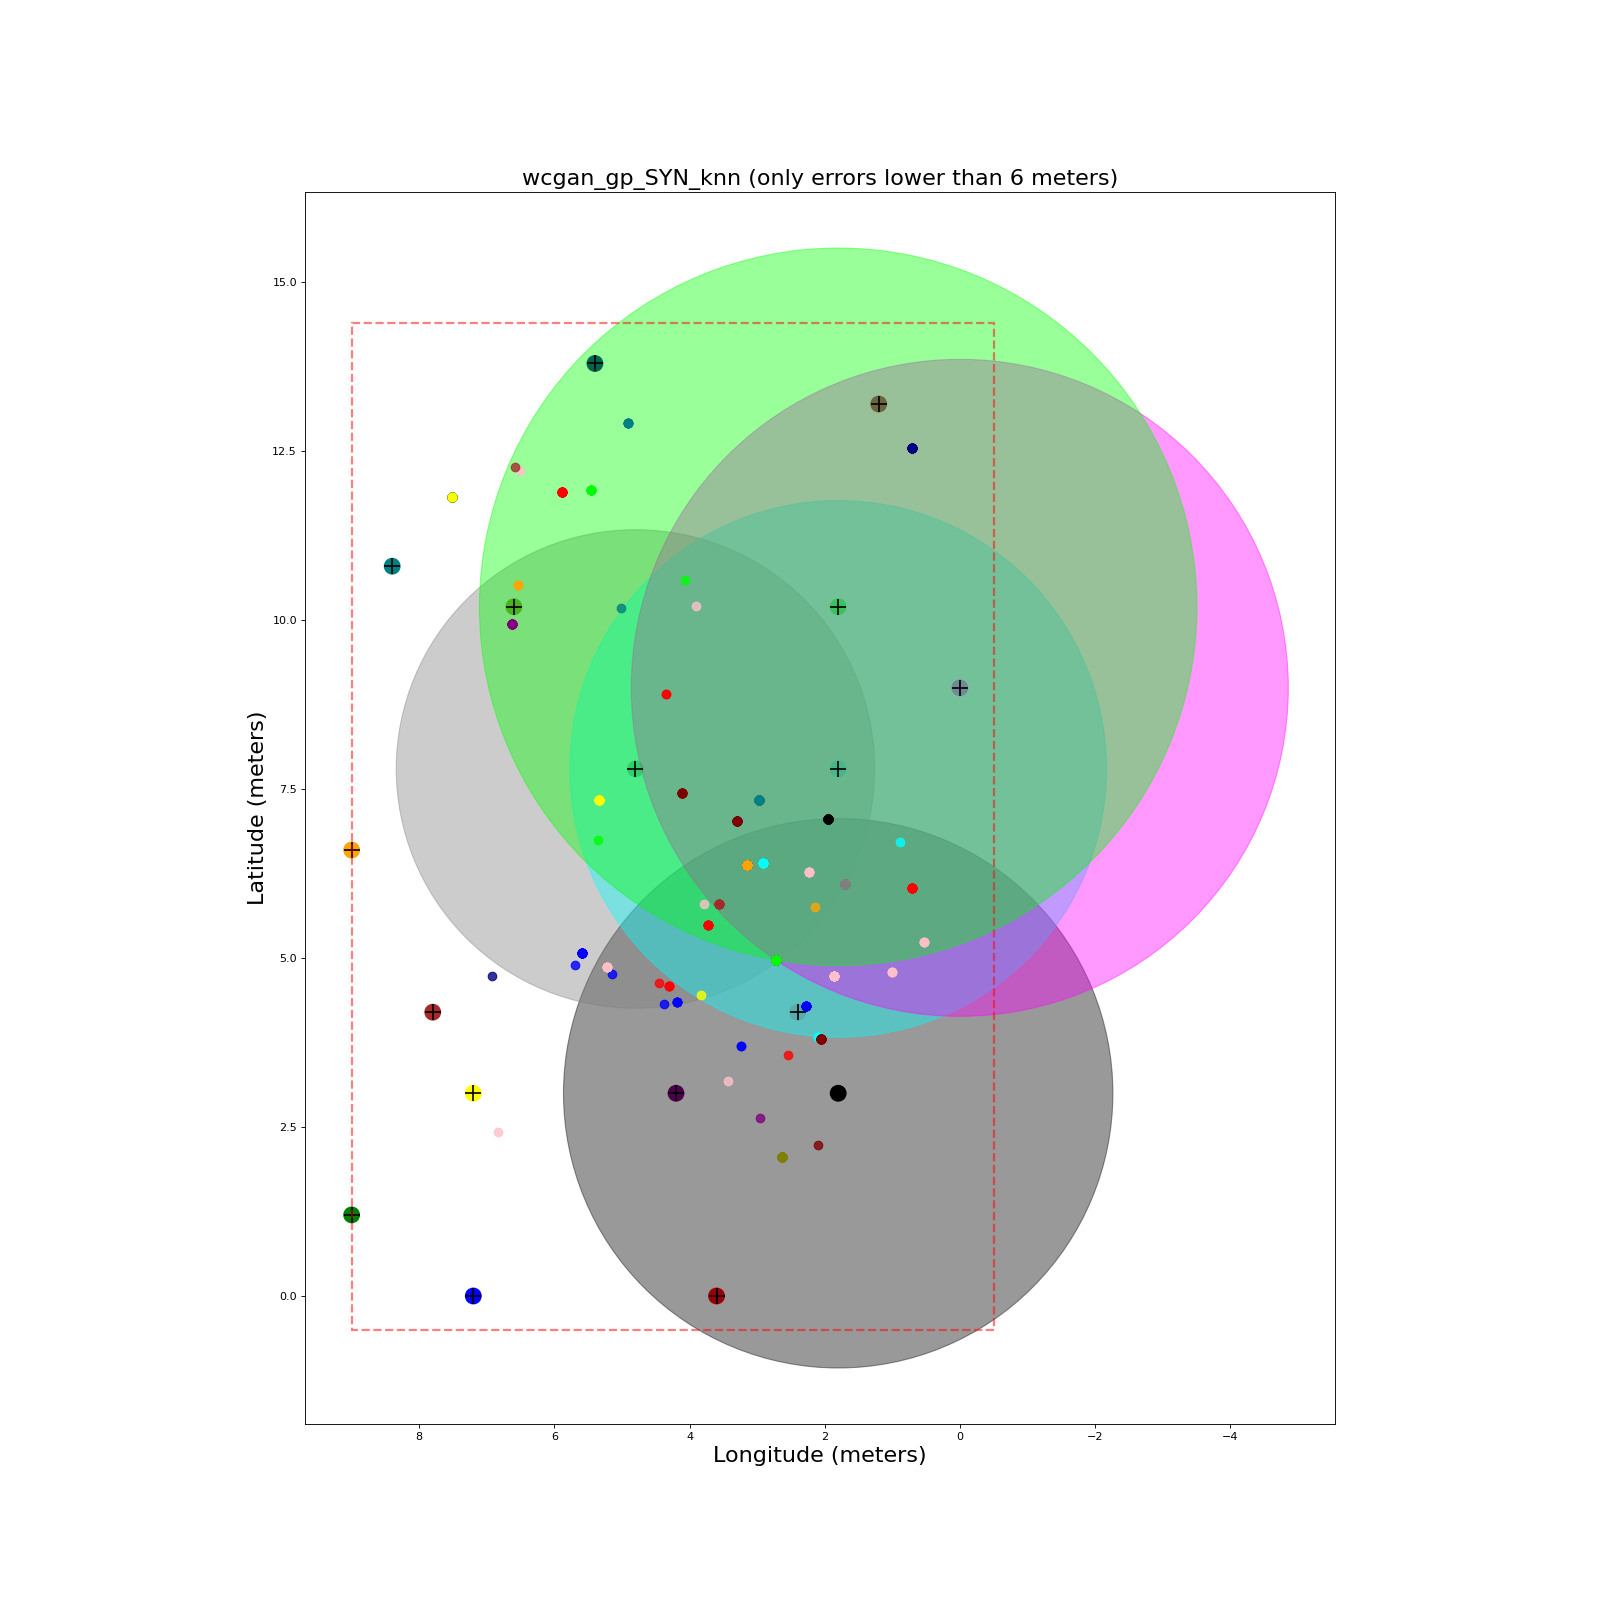 wcgan_gp_SYN_knn (only errors lower than 6 meters)
15.0
12.5
10.0
7.5
5.0
2.5
0.0
Latitude (meters)
8 6 4 2 0 −2 −4
Longitude (meters)